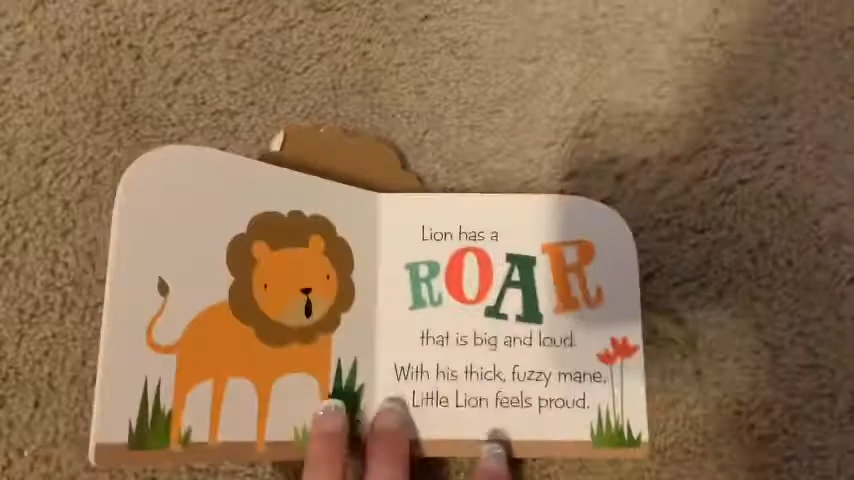 Lion has a
ROAR
that is big and loud.
With his thick, fuzzy mane,
Little Lion feels proud.